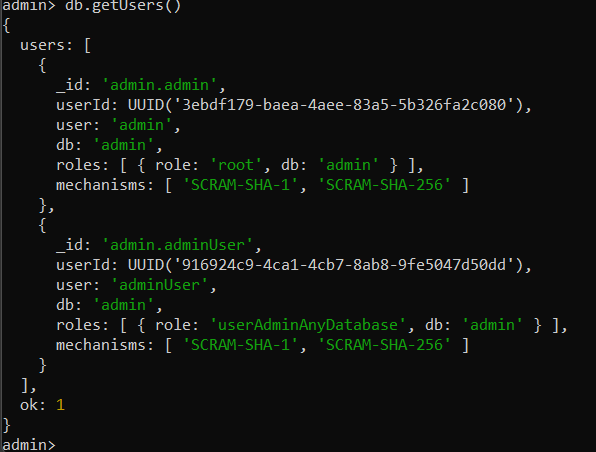 admin> db.getUsers()
{
  users: [
    {
      _id: 'admin.admin',
      userId: UUID('3ebdf179-baea-4aee-83a5-5b326fa2c080'),
      user: 'admin',
      db: 'admin',
      roles: [ { role: 'root', db: 'admin' } ],
      mechanisms: [ 'SCRAM-SHA-1', 'SCRAM-SHA-256' ]
    },
    {
      _id: 'admin.adminUser',
      userId: UUID('916924c9-4ca1-4cb7-8ab8-9fe5047d50dd'),
      user: 'adminUser',
      db: 'admin',
      roles: [ { role: 'userAdminAnyDatabase', db: 'admin' } ],
      mechanisms: [ 'SCRAM-SHA-1', 'SCRAM-SHA-256' ]
    }
  ],
  ok: 1
}
admin>